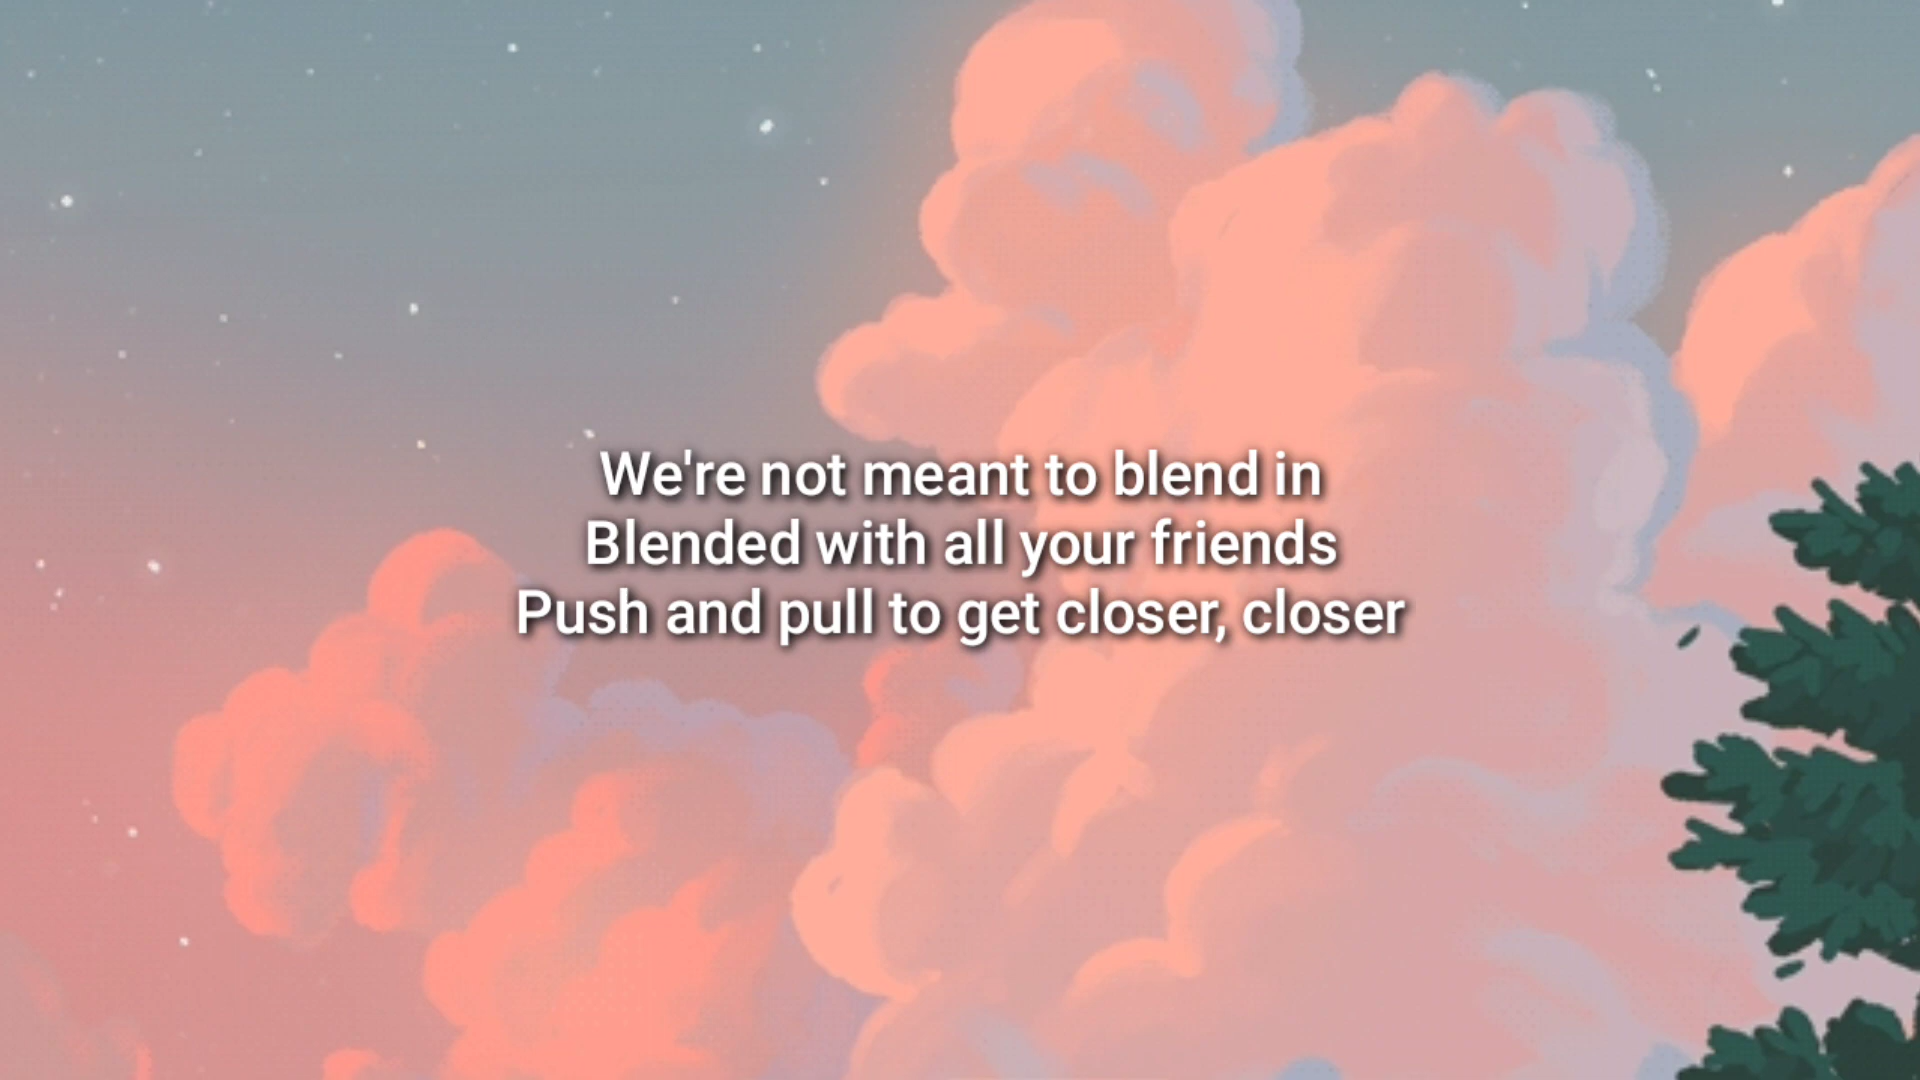 We're not meant to blend in
Blended with all your friends
Push and pull to get closer, closer